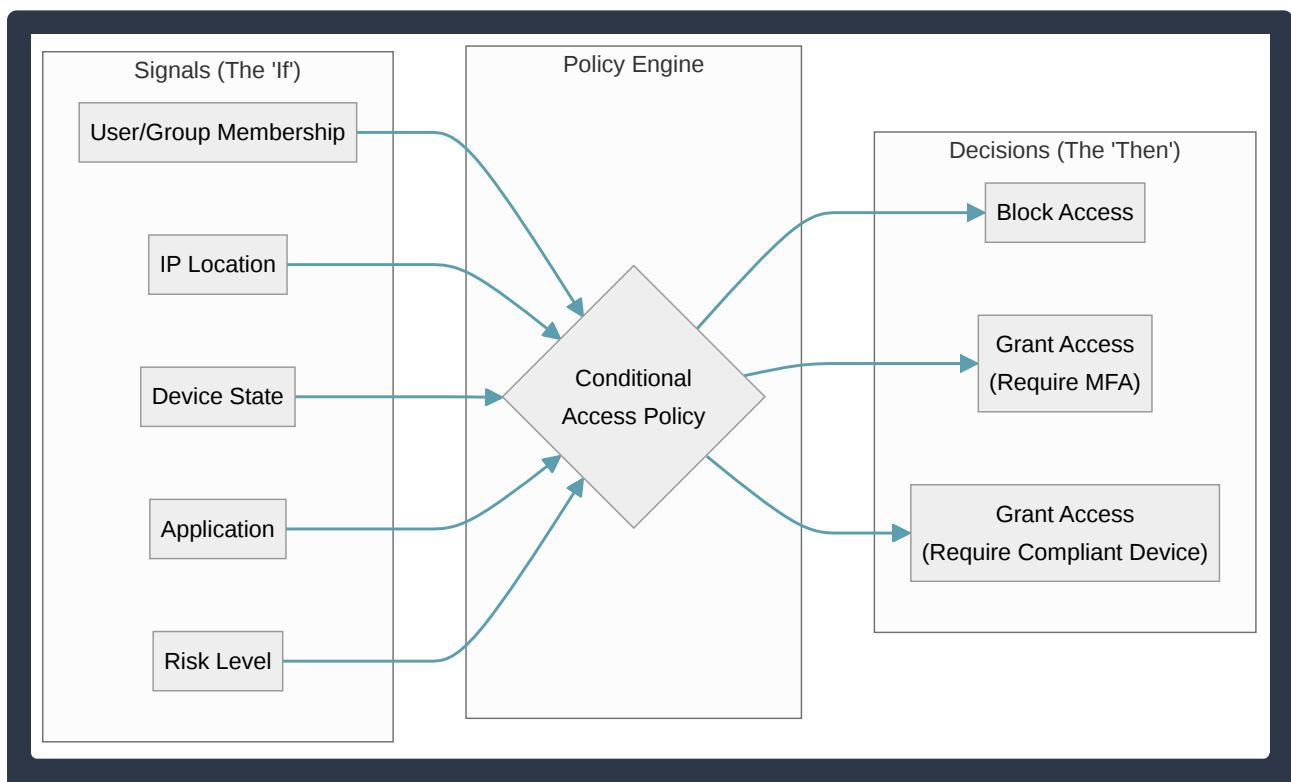 Signals (The 'If')
User/Group Membership
IP Location
Device State
Application
Risk Level
Policy Engine
Conditional
Access Policy
Decisions (The 'Then')
Block Access
Grant Access
(Require MFA)
Grant Access
(Require Compliant Device)